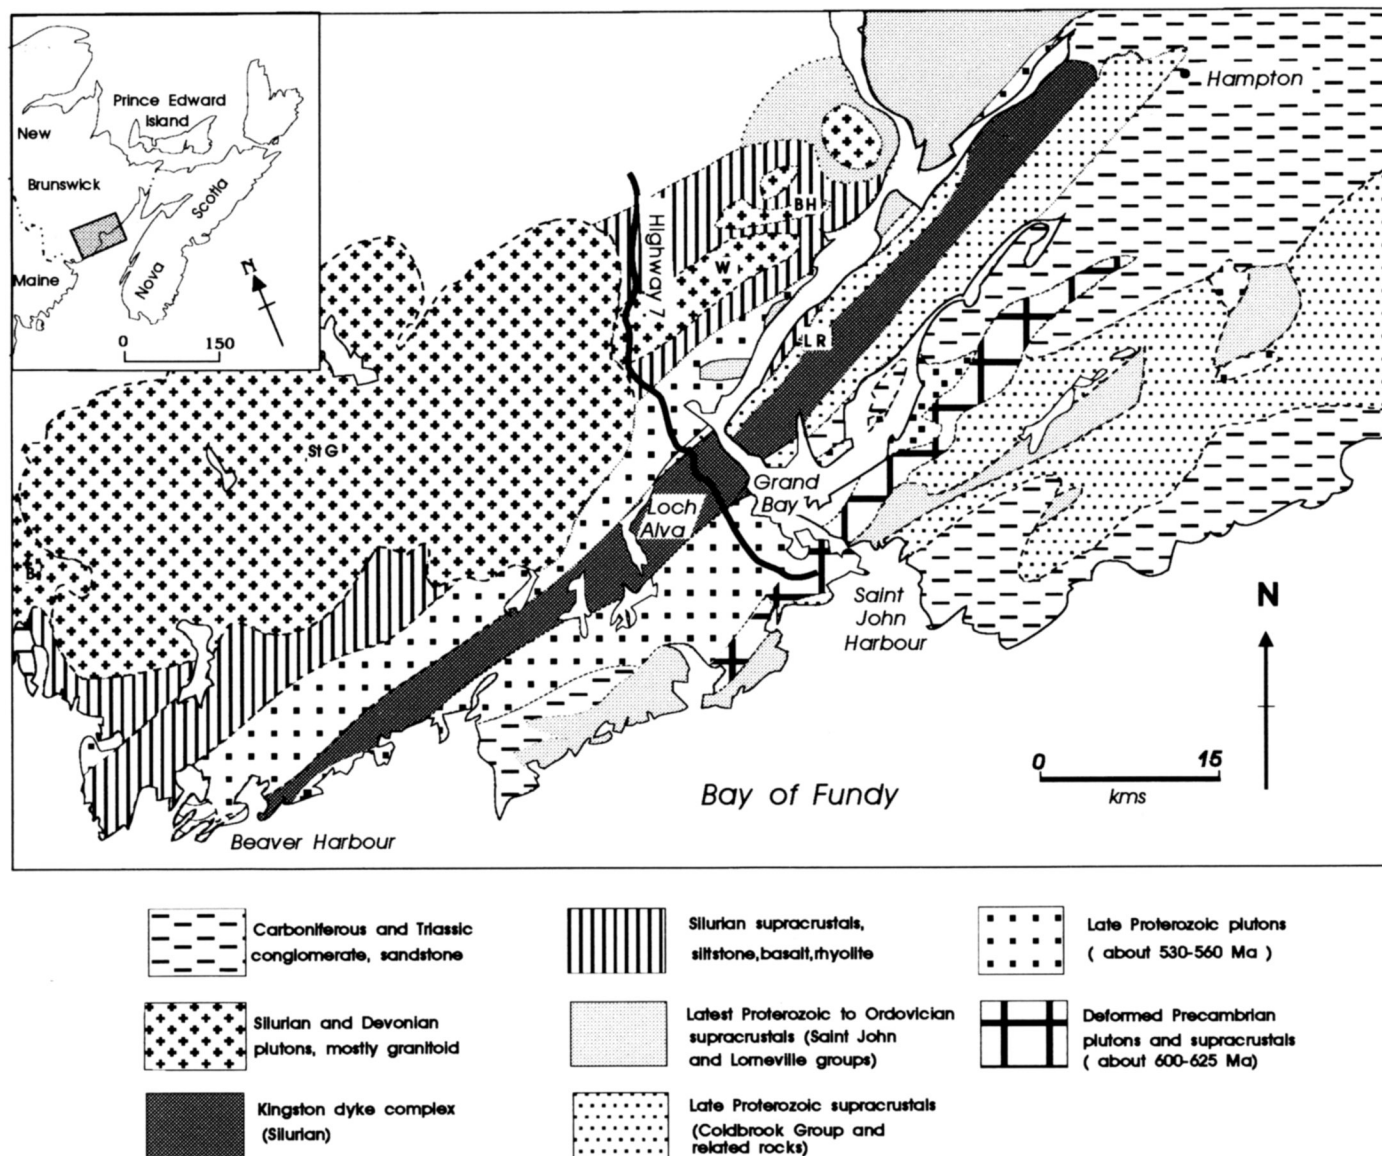 New
Prince Edward
Island
Brunswick
Scotia
Maine
Nova
N
0 150
Highway 7
BH
W
LR
Hampton
StG
B
Loch
Alva
Grand
Bay
Saint
John
Harbour
N
0 15
kms
Bay of Fundy
Beaver Harbour
Carboniferous and Triassic
conglomerate, sandstone
Silurian and Devonian
plutons, mostly granitoid
Kingston dyke complex
(Silurian)
Silurian supracrustals,
siltstone,basalt,rhyolite
Latest Proterozoic to Ordovician
supracrustals (Saint John
and Lorneville groups)
Late Proterozoic supracrustals
(Coldbrook Group and
related rocks)
Late Proterozoic plutons
( about 530-560 Ma )
Deformed Precambrian
plutons and supracrustals
( about 600-625 Ma)